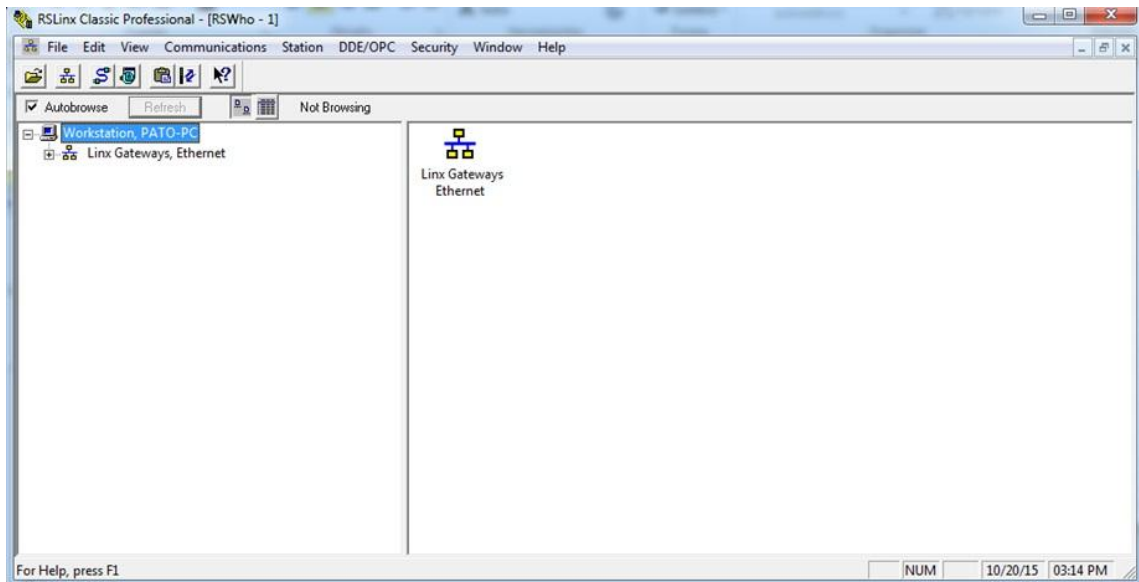 RSLinx Classic Professional - [RSWho - 1]
File Edit View Communications Station DDE/OPC Security Window Help
Autobrowse Refresh Not Browsing
Workstation, PATO-PC
Linx Gateways, Ethernet
Linx Gateways
Ethernet
For Help, press F1 NUM 10/20/15 03:14 PM